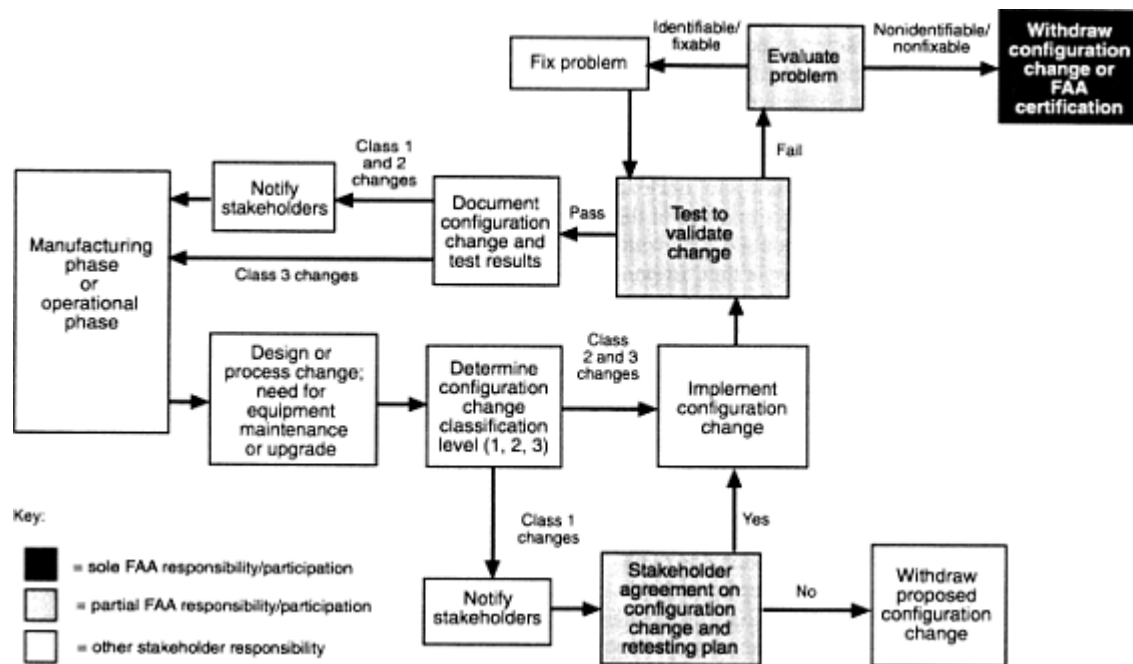 Identifiable/
fixable
Nonidentifiable/
nonfixable
Fix problem
Evaluate
problem
Withdraw
configuration
change or
FAA
certification
Fail
Class 1
and 2
changes
Notify
stakeholders
Document
configuration
change and
test results
Pass
Test to
validate
change
Manufacturing
phase
or
operational
phase
Class 3 changes
Design or
process change;
need for
equipment
maintenance
or upgrade
Determine
configuration
change
classification
level (1, 2, 3)
Class
2 and 3
changes
Implement
configuration
change
Key:
= sole FAA responsibility/participation
= partial FAA responsibility/participation
= other stakeholder responsibility
Class 1
changes
Yes
Notify
stakeholders
Stakeholder
agreement on
configuration
change and
retesting plan
No
Withdraw
proposed
configuration
change